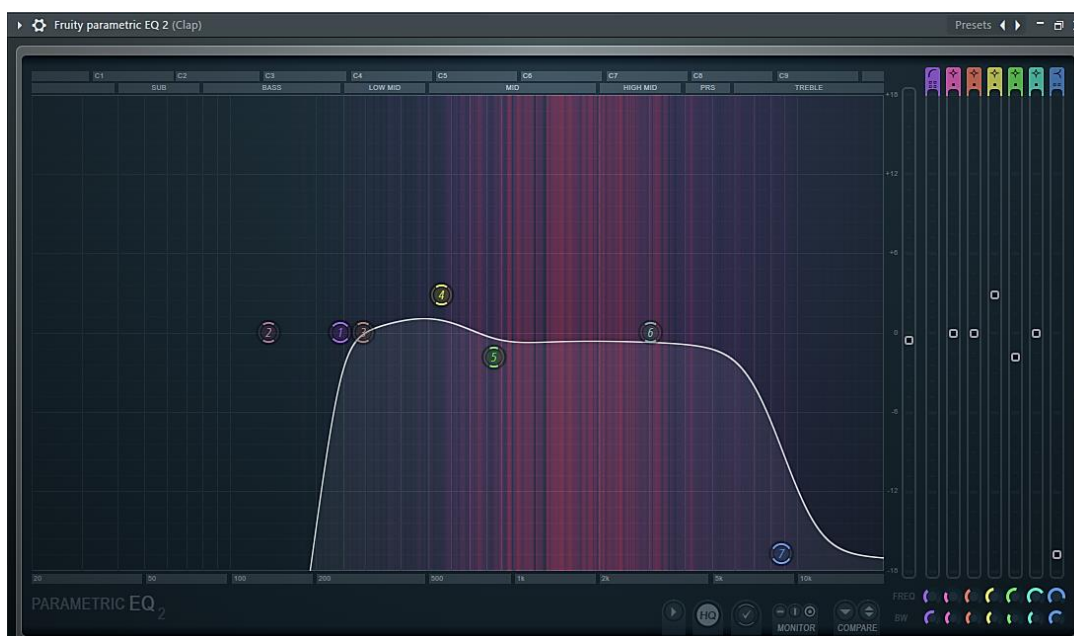 Fruity parametric EQ 2 (Clap)
Presets
C1 C2 C3 C4 C5 C6 C7 C8 C9
SUB BASS LOW MID MID HIGH MID PRS TREBLE
+18
+12
+6
0
-6
-12
-18
2 1 3 4 5 6 7
20 50 100 200 500 1k 2k 5k 10k
PARAMETRIC EQ 2
HQ
MONITOR
COMPARE
FREQ
BW